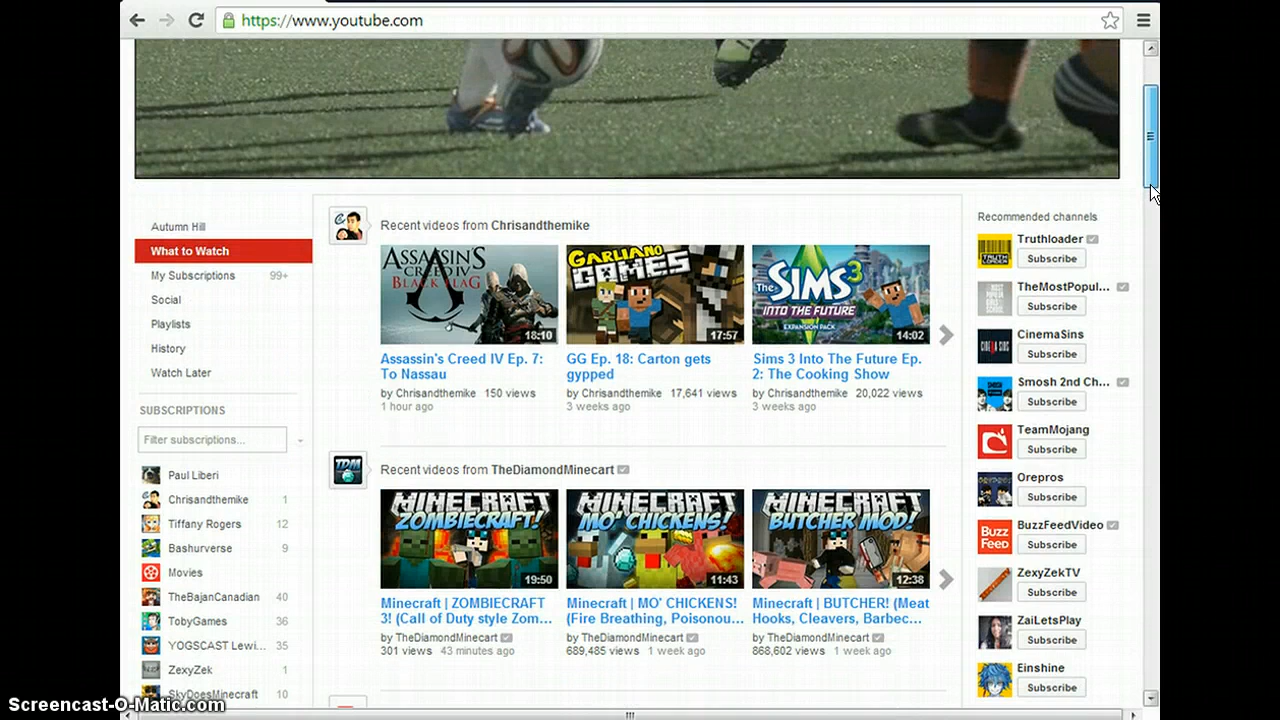 https://www.youtube.com
Autumn Hill
What to Watch
My Subscriptions 99+
Social
Playlists
History
Watch Later
SUBSCRIPTIONS
Filter subscriptions...
Paul Liberi
Chrisandthemike 1
Tiffany Rogers 12
Bashurverse 9
Movies
TheBajanCanadian 40
TobyGames 36
YOGSCAST Lewi... 35
ZexyZek 1
SkyDoesMinecraft 10
Recent videos from Chrisandthemike
ASSASSIN'S CREED IV BLACK FLAG
18:10
GARLIANO GAMES
17:57
The SIMS 3
INTO THE FUTURE
EXPANSION PACK
14:02
Assassin's Creed IV Ep. 7:
To Nassau
by Chrisandthemike 150 views
1 hour ago
GG Ep. 18: Carton gets
gypped
by Chrisandthemike 17,641 views
3 weeks ago
Sims 3 Into The Future Ep.
2: The Cooking Show
by Chrisandthemike 20,022 views
3 weeks ago
TDM
Recent videos from TheDiamondMinecart
MINECRAFT
ZOMBIECRAFT!
19:50
MINECRAFT
MO' CHICKENS!
11:43
MINECRAFT
BUTCHER MOD!
12:38
Minecraft | ZOMBIECRAFT
3! (Call of Duty style Zom...
by TheDiamondMinecart
301 views 43 minutes ago
Minecraft | MO' CHICKENS!
(Fire Breathing, Poisonou...
by TheDiamondMinecart
689,485 views 1 week ago
Minecraft | BUTCHER! (Meat
Hooks, Cleavers, Barbec...
by TheDiamondMinecart
868,602 views 1 week ago
Recommended channels
TRUTH LOADER
Truthloader
Subscribe
TheMostPopul...
Subscribe
CINEMA SINS
CinemaSins
Subscribe
SMOSH
Smosh 2nd Ch...
Subscribe
TeamMojang
Subscribe
Orepros
Subscribe
Buzz Feed
BuzzFeedVideo
Subscribe
ZexyZekTV
Subscribe
ZaiLetsPlay
Subscribe
Einshine
Subscribe
Screencast-O-Matic.com